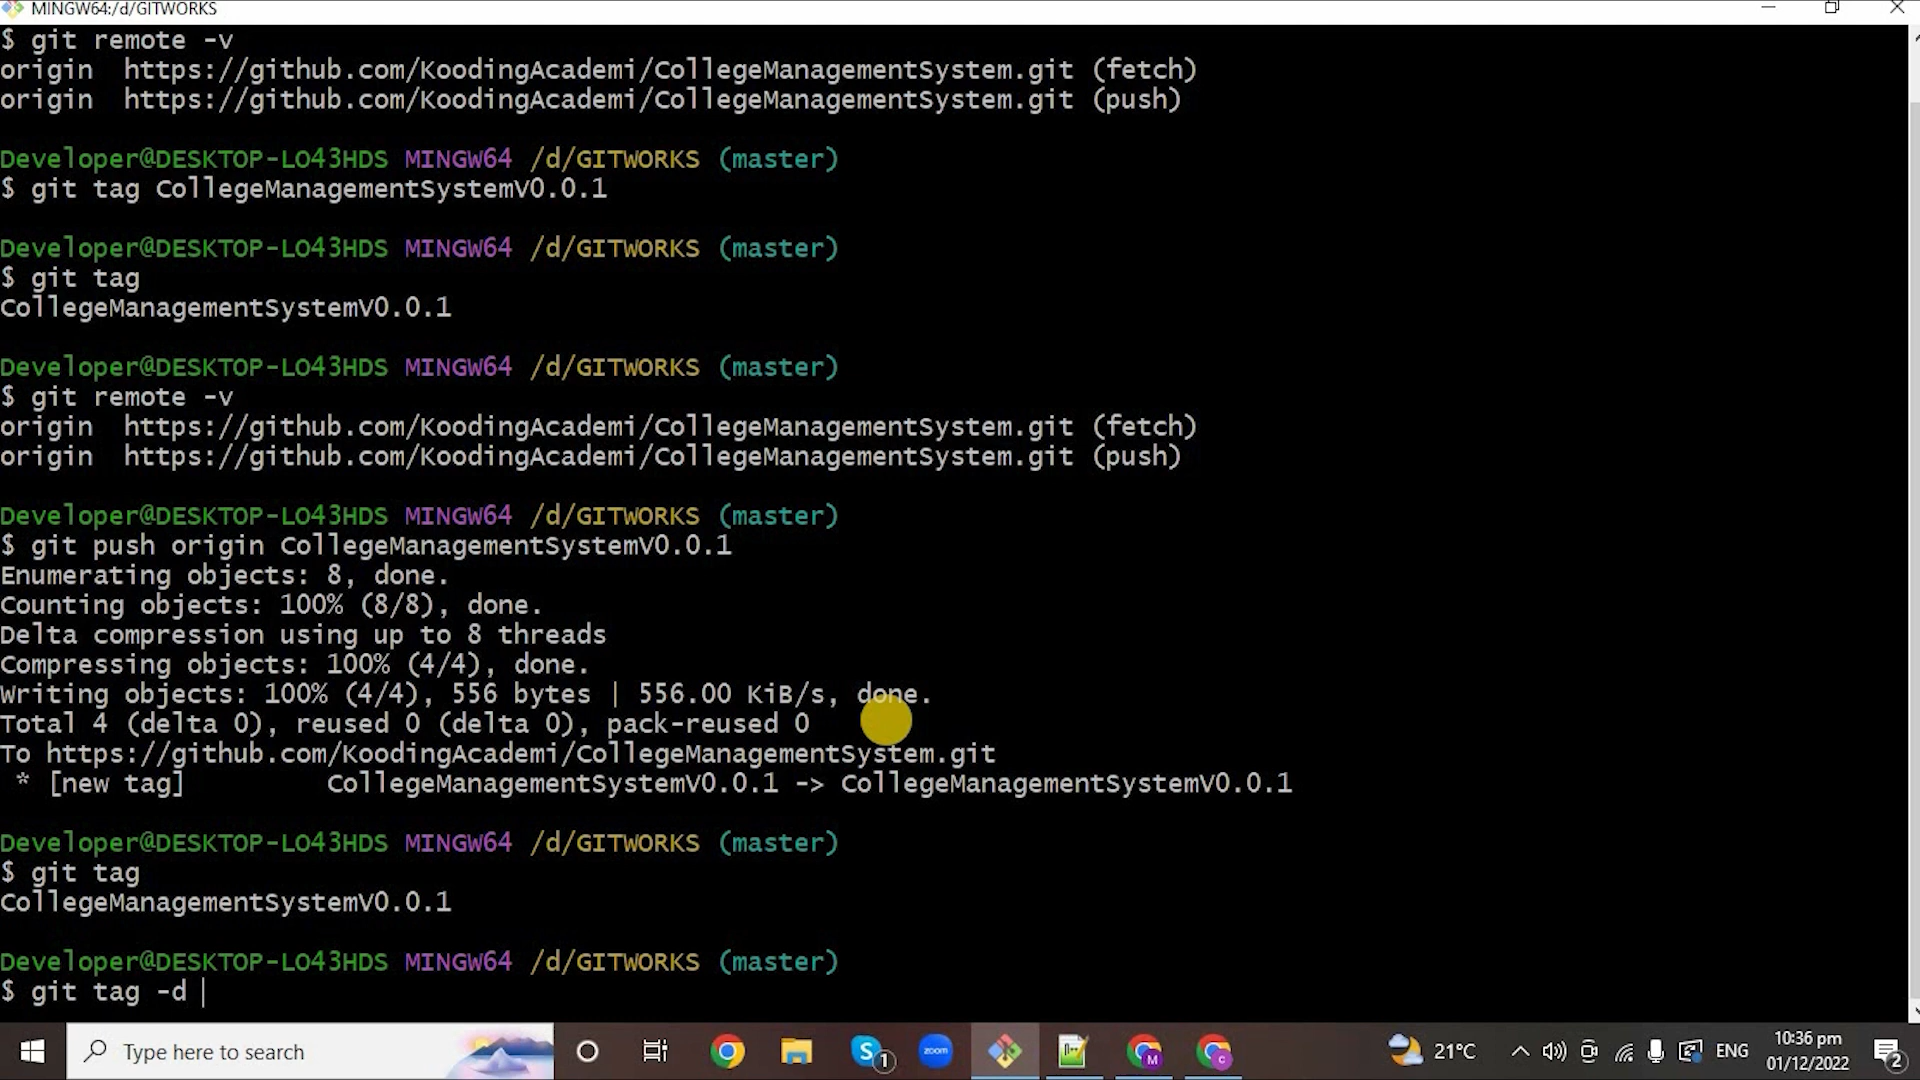 MINGW64:/d/GITWORKS
$ git remote -v
origin  https://github.com/KoodingAcademi/CollegeManagementSystem.git (fetch)
origin  https://github.com/KoodingAcademi/CollegeManagementSystem.git (push)
Developer@DESKTOP-LO43HDS MINGW64 /d/GITWORKS (master)
$ git tag CollegeManagementSystemV0.0.1
Developer@DESKTOP-LO43HDS MINGW64 /d/GITWORKS (master)
$ git tag
CollegeManagementSystemV0.0.1
Developer@DESKTOP-LO43HDS MINGW64 /d/GITWORKS (master)
$ git remote -v
origin  https://github.com/KoodingAcademi/CollegeManagementSystem.git (fetch)
origin  https://github.com/KoodingAcademi/CollegeManagementSystem.git (push)
Developer@DESKTOP-LO43HDS MINGW64 /d/GITWORKS (master)
$ git push origin CollegeManagementSystemV0.0.1
Enumerating objects: 8, done.
Counting objects: 100% (8/8), done.
Delta compression using up to 8 threads
Compressing objects: 100% (4/4), done.
Writing objects: 100% (4/4), 556 bytes | 556.00 KiB/s, done.
Total 4 (delta 0), reused 0 (delta 0), pack-reused 0
To https://github.com/KoodingAcademi/CollegeManagementSystem.git
 * [new tag]         CollegeManagementSystemV0.0.1 -> CollegeManagementSystemV0.0.1
Developer@DESKTOP-LO43HDS MINGW64 /d/GITWORKS (master)
$ git tag
CollegeManagementSystemV0.0.1
Developer@DESKTOP-LO43HDS MINGW64 /d/GITWORKS (master)
$ git tag -d
Type here to search
S 1
zoom
M
C
21°C
ENG
10:36 pm
01/12/2022
2